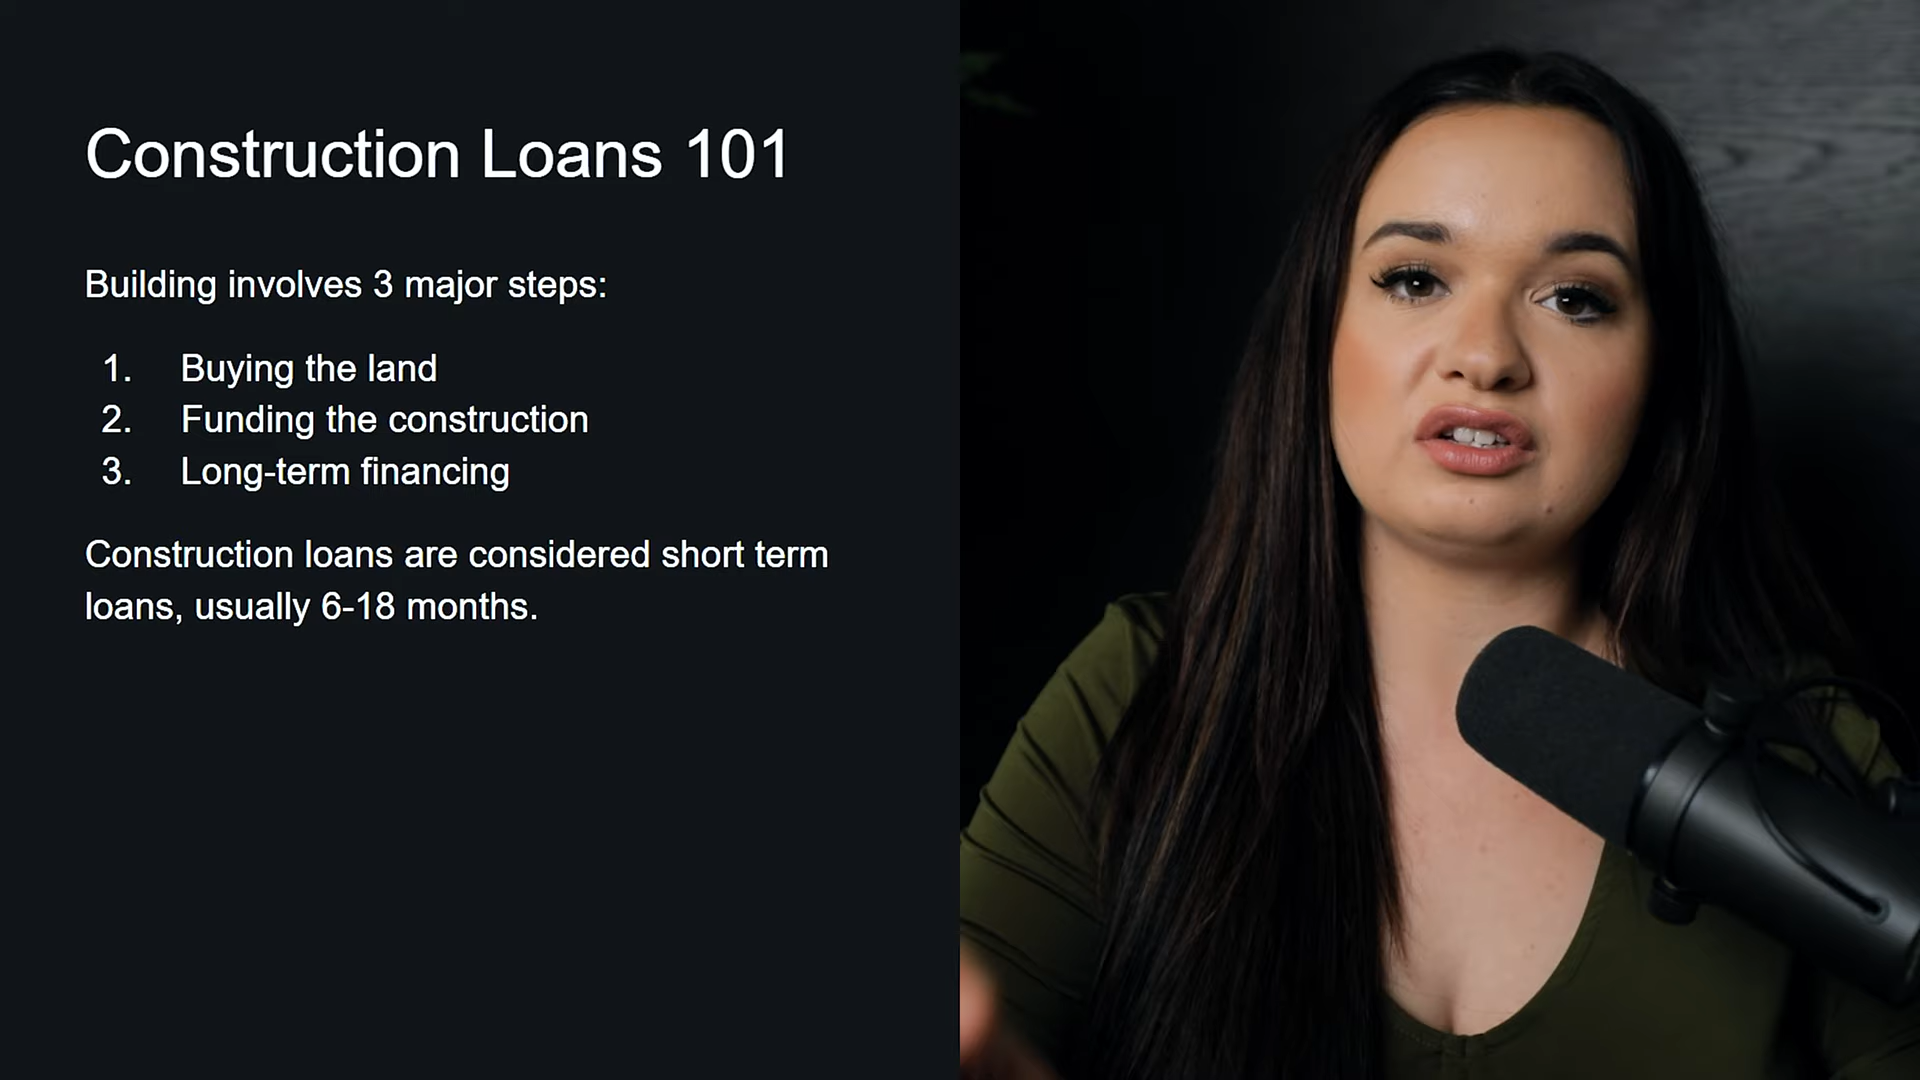 Construction Loans 101
Building involves 3 major steps:
1. Buying the land
2. Funding the construction
3. Long-term financing
Construction loans are considered short term
loans, usually 6-18 months.